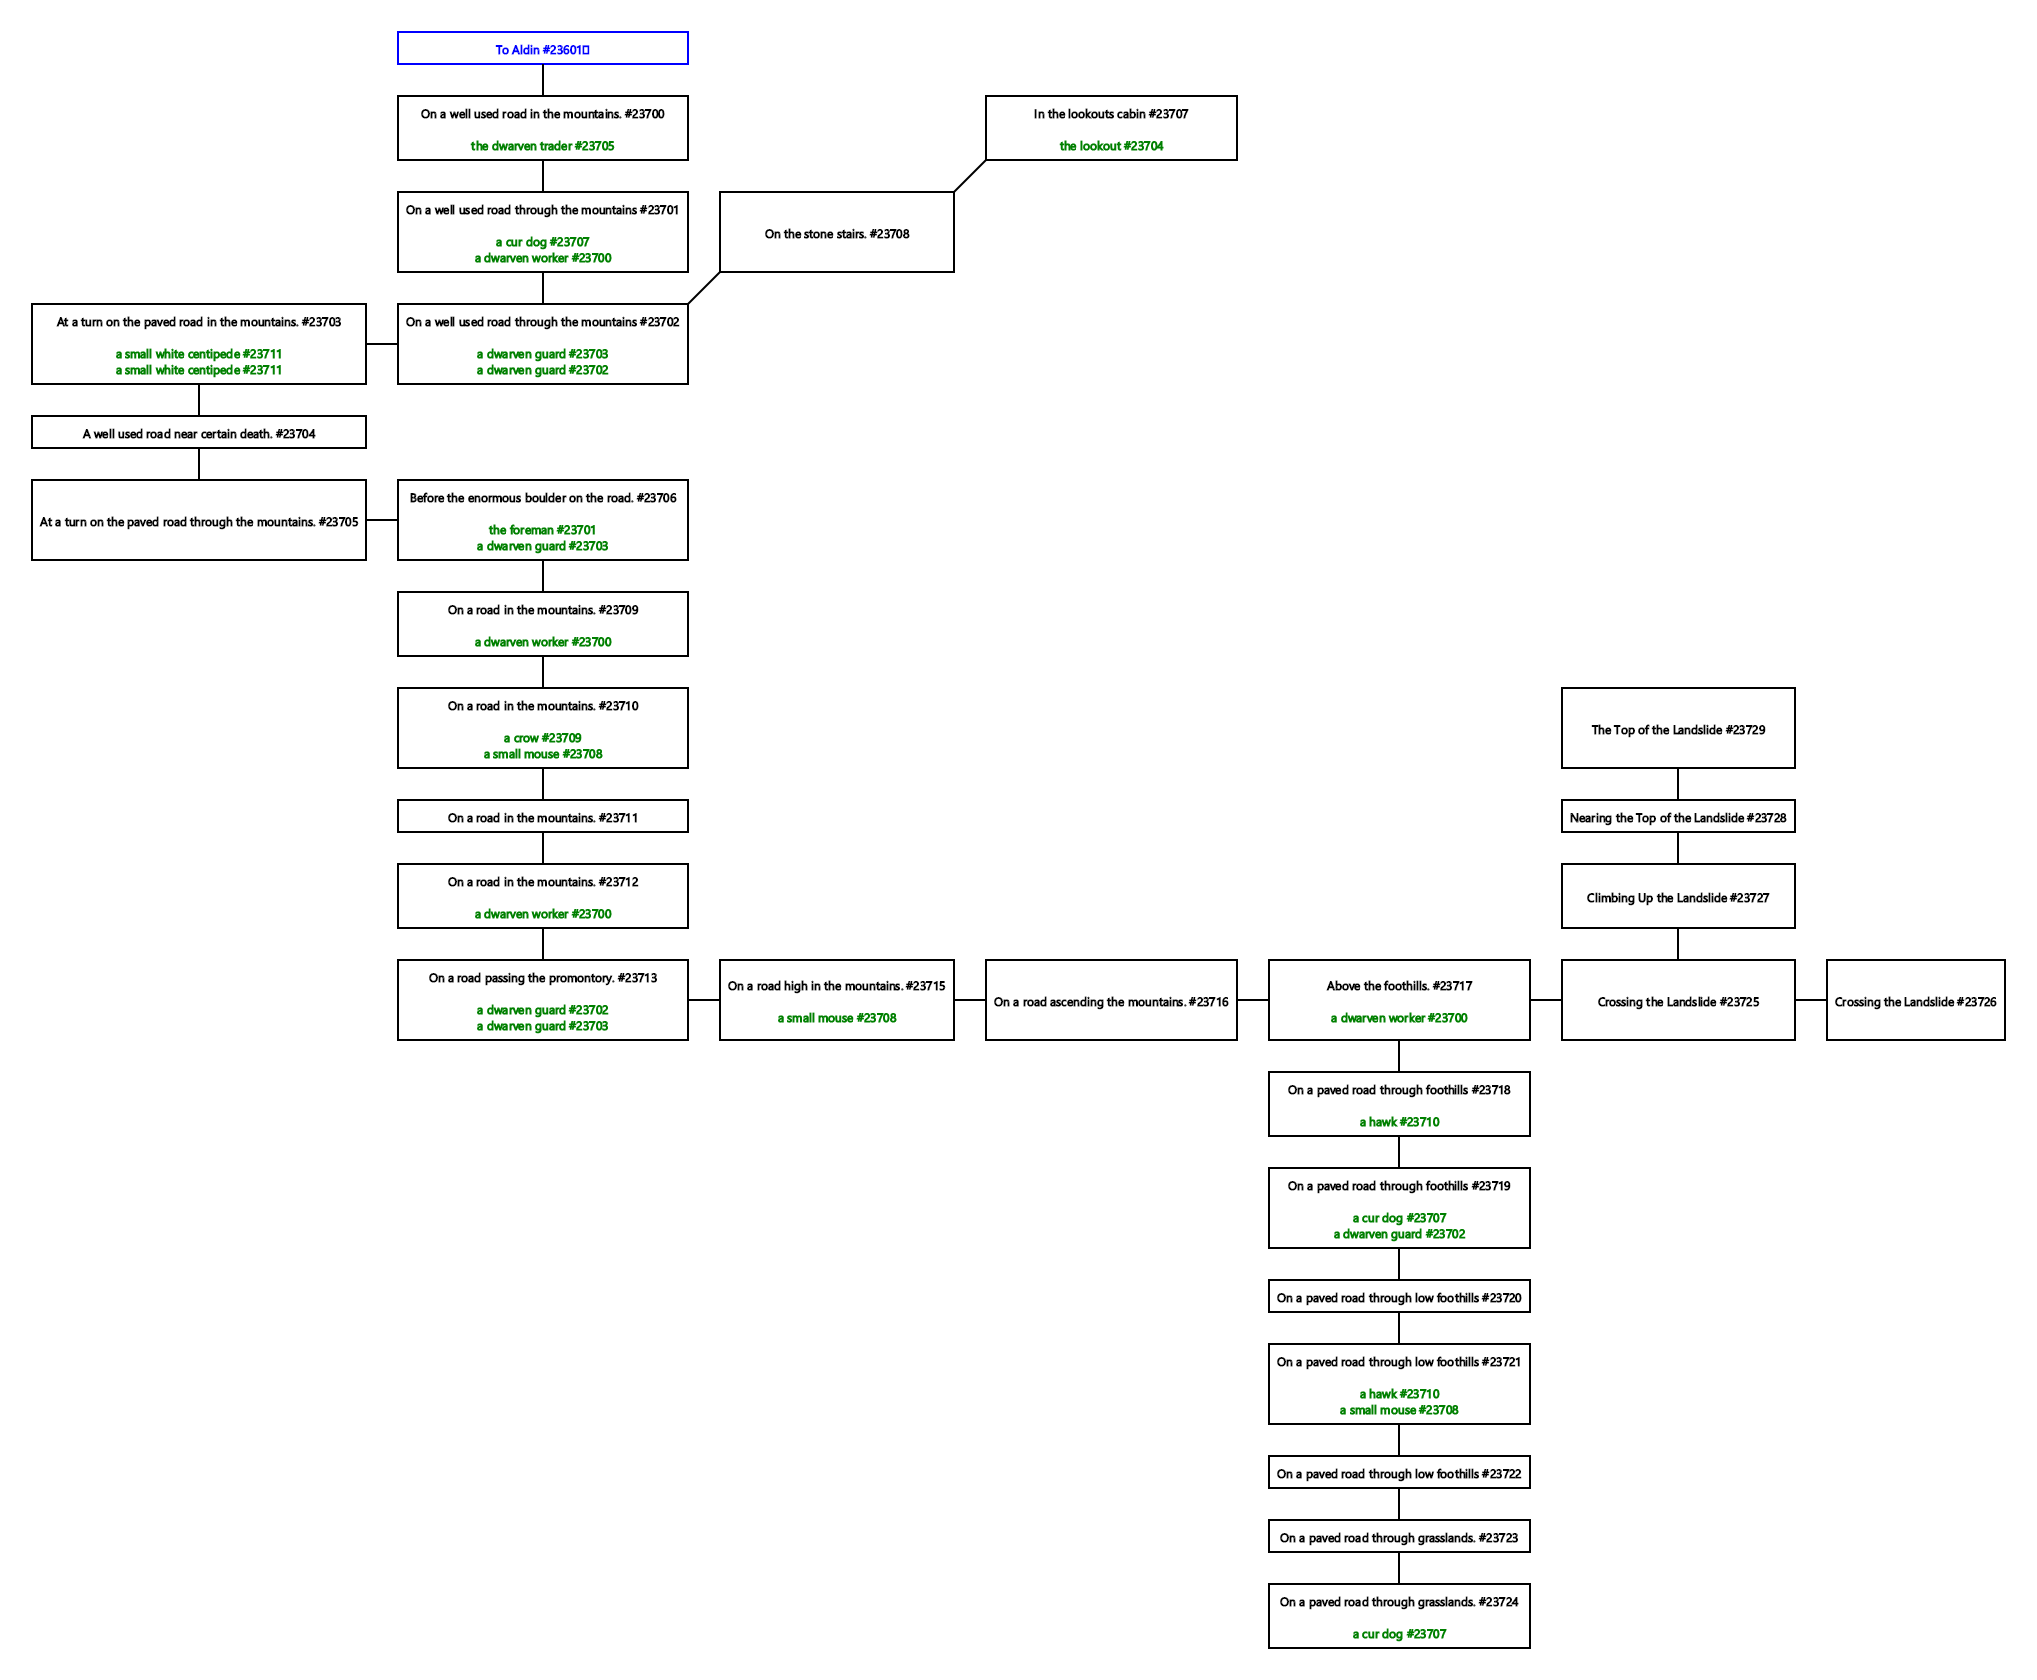 To Aldin #23601
On a well used road in the mountains. #23700
the dwarven trader #23705
In the lookouts cabin #23707
the lookout #23704
On a well used road through the mountains #23701
a cur dog #23707
a dwarven worker #23700
On the stone stairs. #23708
At a turn on the paved road in the mountains. #23703
a small white centipede #23711
a small white centipede #23711
On a well used road through the mountains #23702
a dwarven guard #23703
a dwarven guard #23702
A well used road near certain death. #23704
At a turn on the paved road through the mountains. #23705
Before the enormous boulder on the road. #23706
the foreman #23701
a dwarven guard #23703
On a road in the mountains. #23709
a dwarven worker #23700
On a road in the mountains. #23710
a crow #23709
a small mouse #23708
The Top of the Landslide #23729
On a road in the mountains. #23711
Nearing the Top of the Landslide #23728
On a road in the mountains. #23712
a dwarven worker #23700
Climbing Up the Landslide #23727
On a road passing the promontory. #23713
a dwarven guard #23702
a dwarven guard #23703
On a road high in the mountains. #23715
a small mouse #23708
On a road ascending the mountains. #23716
Above the foothills. #23717
a dwarven worker #23700
Crossing the Landslide #23725
Crossing the Landslide #23726
On a paved road through foothills #23718
a hawk #23710
On a paved road through foothills #23719
a cur dog #23707
a dwarven guard #23702
On a paved road through low foothills #23720
On a paved road through low foothills #23721
a hawk #23710
a small mouse #23708
On a paved road through low foothills #23722
On a paved road through grasslands. #23723
On a paved road through grasslands. #23724
a cur dog #23707